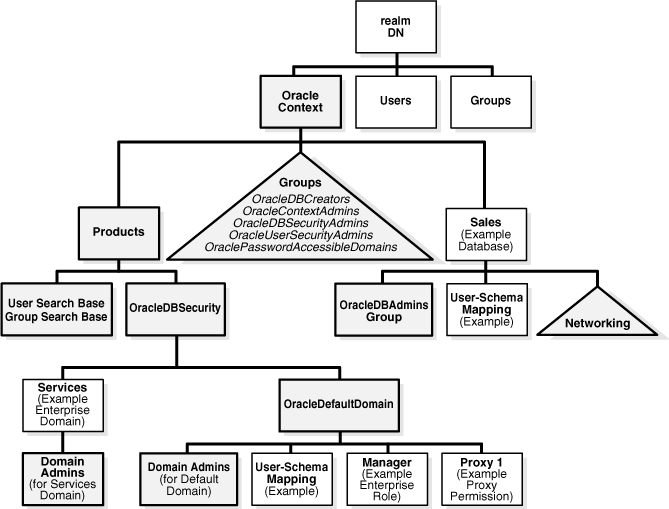 realm
DN
Oracle
Context
Users
Groups
Groups
OracleDBCreators
OracleContextAdmins
OracleDBSecurityAdmins
OracleUserSecurityAdmins
OraclePasswordAccessibleDomains
Products
Sales
(Example
Database)
User Search Base
Group Search Base
OracleDBSecurity
OracleDBAdmins
Group
User-Schema
Mapping
(Example)
Networking
Services
(Example
Enterprise
Domain)
OracleDefaultDomain
Domain
Admins
(for Services
Domain)
Domain Admins
(for Default
Domain)
User-Schema
Mapping
(Example)
Manager
(Example
Enterprise
Role)
Proxy 1
(Example
Proxy
Permission)